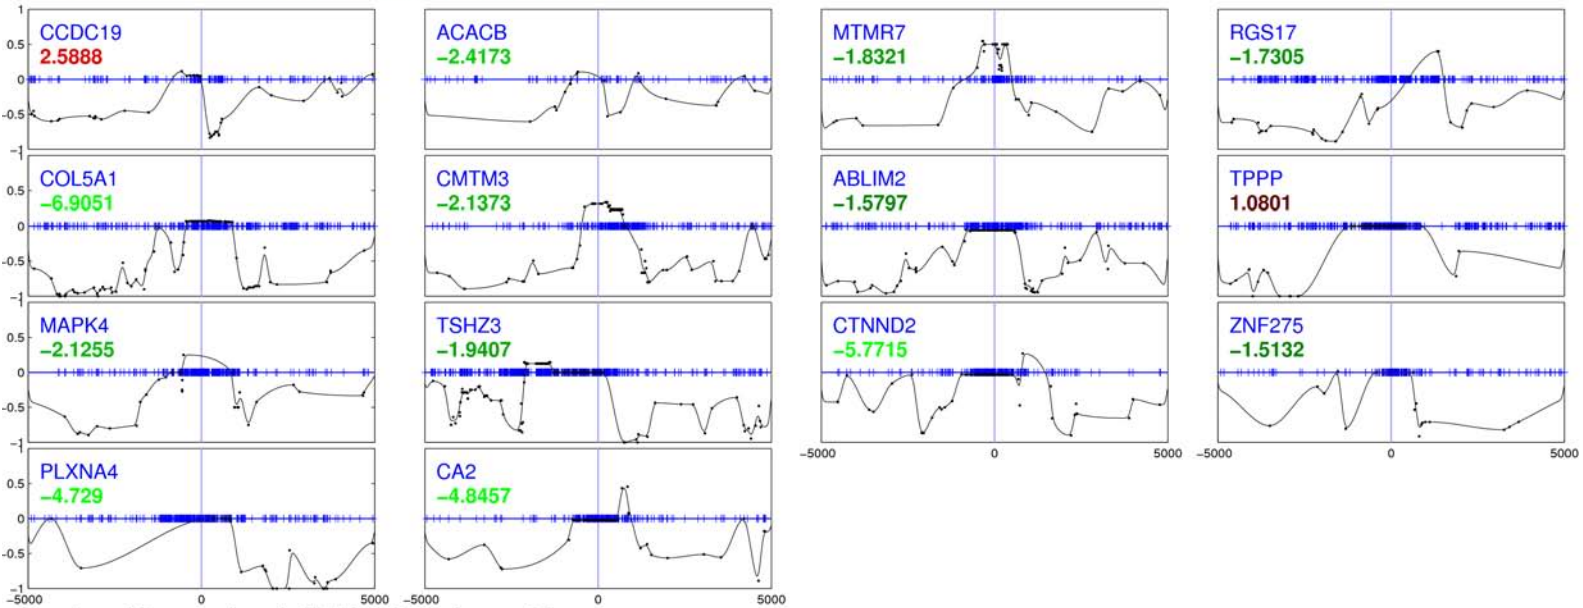 1
0.5
0
-0.5
-1
CCDC19
2.5888
ACACB
-2.4173
MTMR7
-1.8321
RGS17
-1.7305
0.5
0
-0.5
-1
COL5A1
-6.9051
CMTM3
-2.1373
ABLIM2
-1.5797
TPPP
1.0801
0.5
0
-0.5
-1
MAPK4
-2.1255
TSHZ3
-1.9407
CTNND2
-5.7715
ZNF275
-1.5132
-5000 0 5000
-5000 0 5000
0.5
0
-0.5
-1
PLXNA4
-4.729
CA2
-4.8457
-5000 0 5000
-5000 0 5000